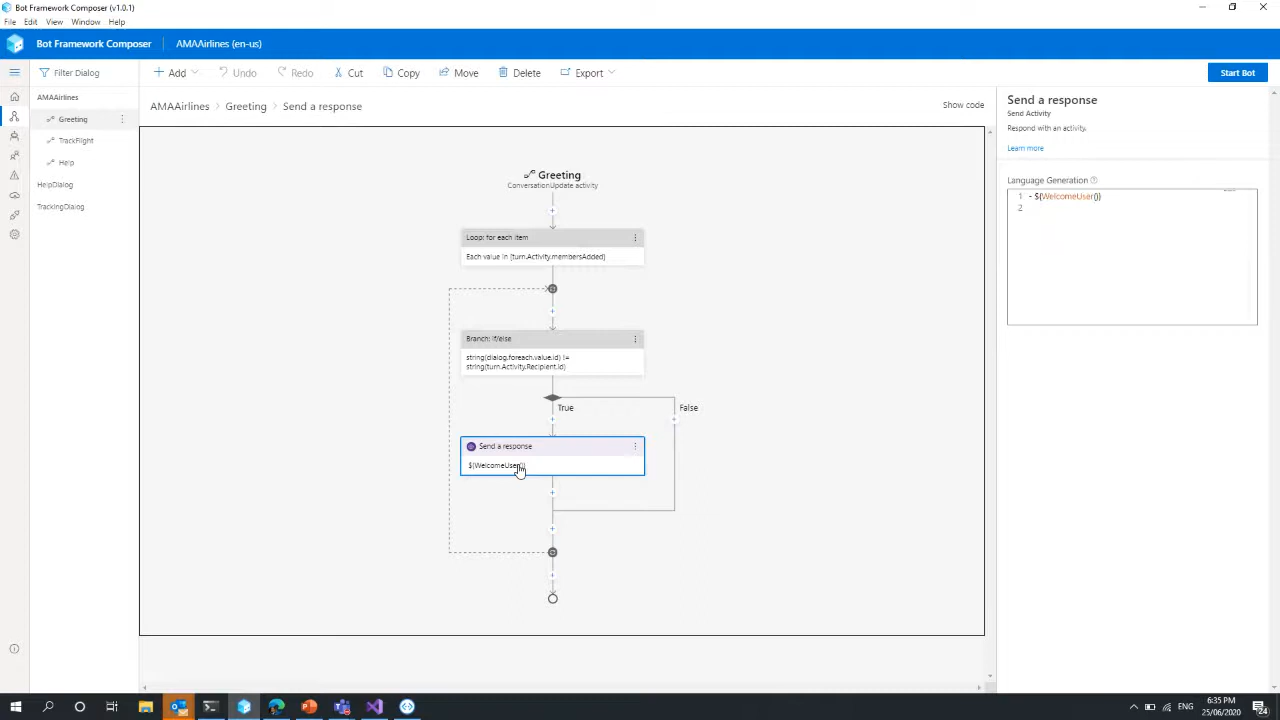 Bot Framework Composer (v1.0.1)
File Edit View Window Help
Bot Framework Composer AMAAirlines (en-us)
Filter Dialog Add Undo Redo Cut Copy Move Delete Export Start Bot
AMAAirlines
Greeting
TrackFlight
Help
HelpDialog
TrackingDialog
AMAAirlines > Greeting > Send a response Show code
Greeting
ConversationUpdate activity
Loop: for each item
Each value in {turn.Activity.membersAdded}
Branch: If/else
string(dialog.foreach.value.id) !=
string(turn.Activity.Recipient.id)
True False
Send a response
${WelcomeUser()}
Send a response
Send Activity
Respond with an activity.
Learn more
Language Generation
1 - ${WelcomeUser()}
2
ENG
6:35 PM
25/06/2020
24